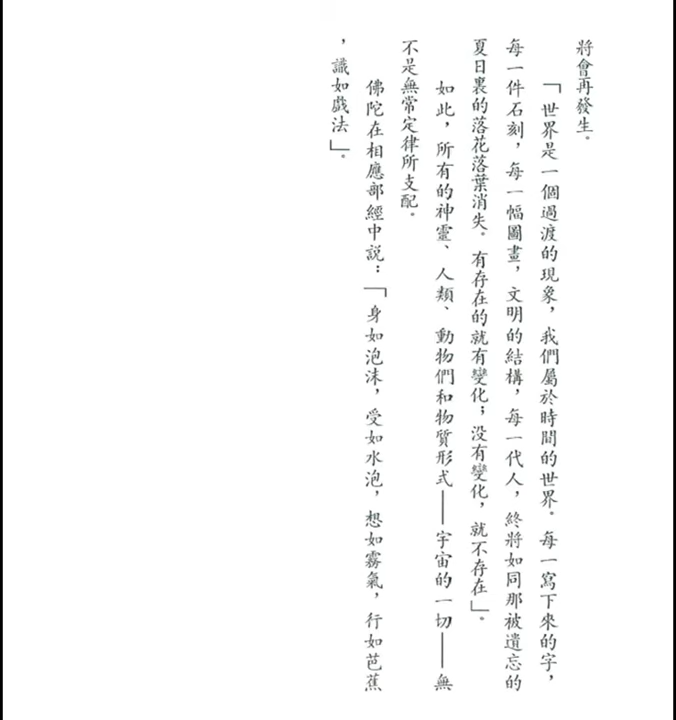 將會再發生。
「世界是一個過渡的現象，我們屬於時間的世界。每一寫下來的字，
每一件石刻，每一幅圖畫，文明的結構，每一代人，終將如同那被遺忘的
夏日裏的落花落葉消失。有存在的就有變化；没有變化，就不存在」。
如此，所有的神靈、人類、動物們和物質形式——宇宙的一切——無
不是無常定律所支配。
佛陀在相應部經中説：「身如泡沫，受如水泡，想如霧氣，行如芭蕉
，識如戲法」。